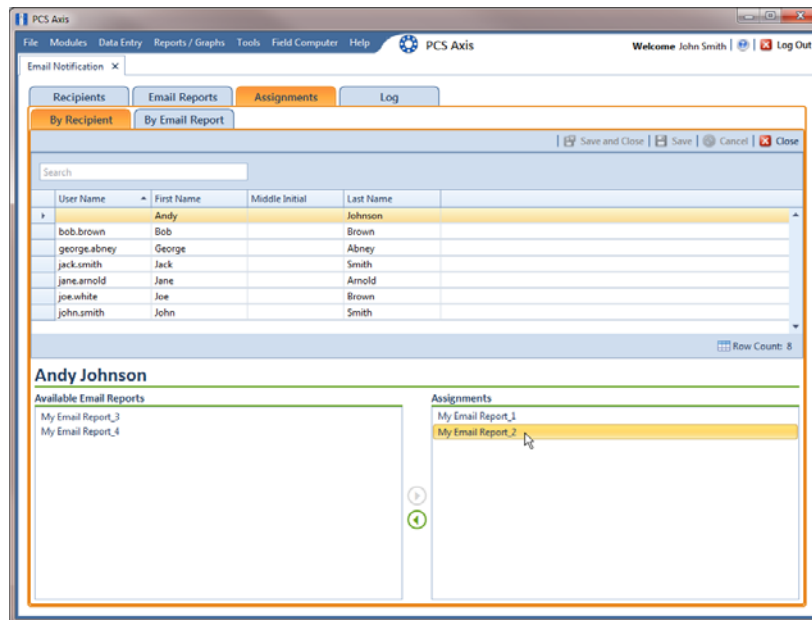 PCS Axis
File Modules Data Entry Reports / Graphs Tools Field Computer Help PCS Axis Welcome John Smith | | Log Out
Email Notification X
Recipients Email Reports Assignments Log
By Recipient By Email Report
| Save and Close | Save | Cancel | Close
Search
User Name First Name Middle Initial Last Name
Andy Johnson
bob.brown Bob Brown
george.abney George Abney
jack.smith Jack Smith
jane.arnold Jane Arnold
joe.white Joe Brown
john.smith John Smith
Row Count: 8
Andy Johnson
Available Email Reports Assignments
My Email Report_3 My Email Report_1
My Email Report_4 My Email Report_2